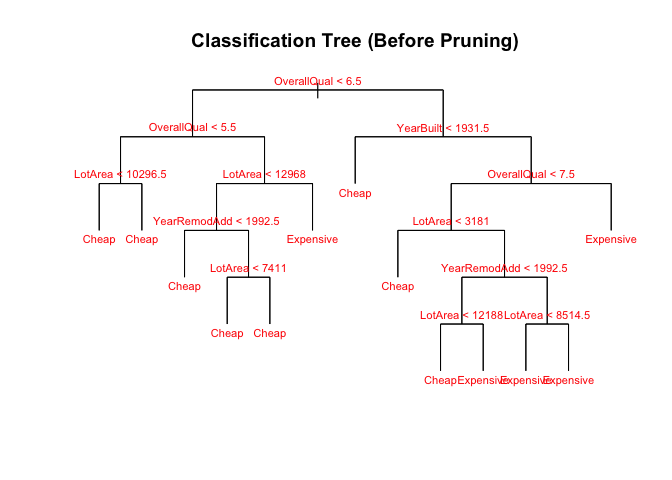 Classification Tree (Before Pruning)
OverallQual < 6.5
OverallQual < 5.5
YearBuilt < 1931.5
LotArea < 10296.5
LotArea < 12968
OverallQual < 7.5
Cheap
YearRemodAdd < 1992.5
LotArea < 3181
Cheap
Cheap
Expensive
Expensive
LotArea < 7411
YearRemodAdd < 1992.5
Cheap
Cheap
LotArea < 12188
LotArea < 8514.5
Cheap
Cheap
Cheap
Expensive
Expensive
Expensive